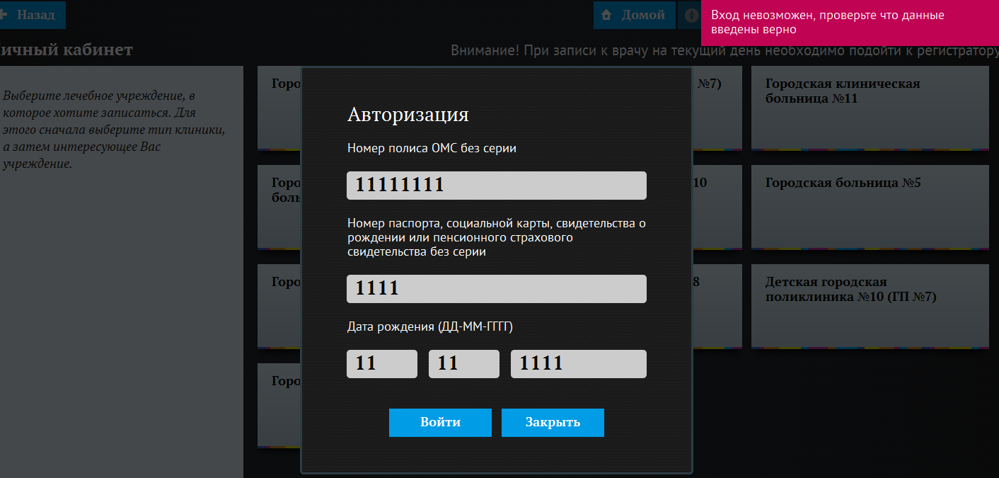 Назад
Домой
Вход невозможен, проверьте что данные
введены верно
ичный кабинет
Внимание! При записи к врачу на текущий день необходимо подойти к регистратору
Выберите лечебное учреждение, в
которое хотите записаться. Для
этого сначала выберите тип клиники,
а затем интересующее Вас
учреждение.
Горо
№7)
Городская клиническая
больница №11
Горо
боль
10
Городская больница №5
Горо
8
Детская городская
поликлиника №10 (ГП №7)
Горо
Авторизация
Номер полиса ОМС без серии
11111111
Номер паспорта, социальной карты, свидетельства о
рождении или пенсионного страхового
свидетельства без серии
1111
Дата рождения (ДД-ММ-ГГГГ)
11 11 1111
Войти Закрыть